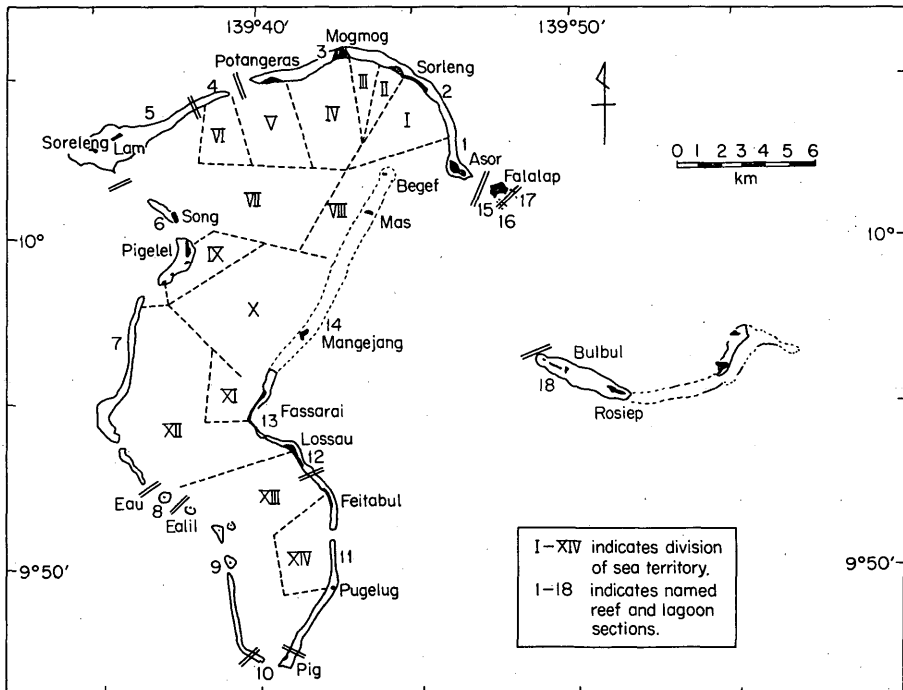 139°40'
139°50'
Mogmog
3
Potangeras
Sorleng
III
II
4
2
5
IV
I
V
VI
Soreleng
Lam
1
Asor
Falalap
17
15
16
0 1 2 3 4 5 6
km
Begef
VII
VIII
Mas
6
Song
10°
10°
Pigelel
IX
X
7
14
Mangejang
Bulbul
18
Rosiep
XI
Fassarai
13
XII
Lossau
12
Eau
8
Ealil
XIII
Feitabul
9
XIV
11
Pugelug
9°50'
9°50'
10
Pig
I–XIV indicates division
of sea territory.
1–18 indicates named
reef and lagoon
sections.